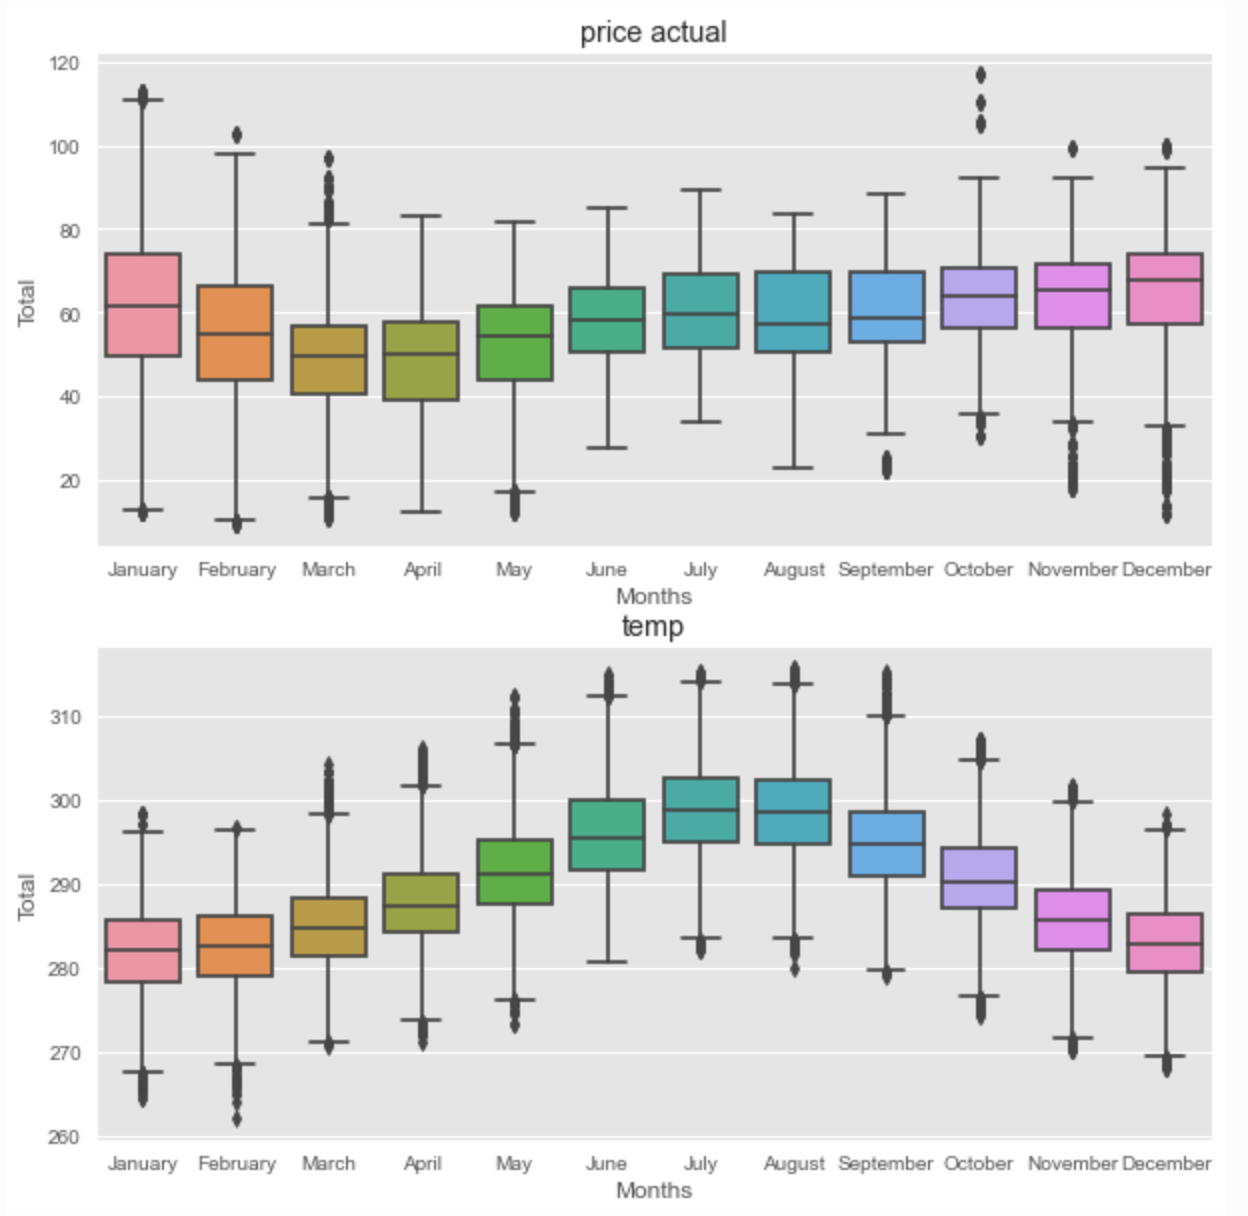 price actual
120
100
80
60
40
20
Total
January February March April May June July August September October November December
Months
temp
310
300
290
280
270
260
Total
January February March April May June July August September October November December
Months